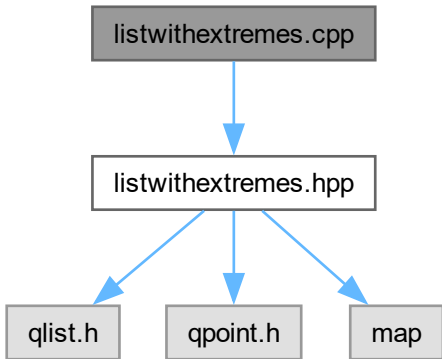 listwithextremes.cpp
listwithextremes.hpp
qlist.h
qpoint.h
map